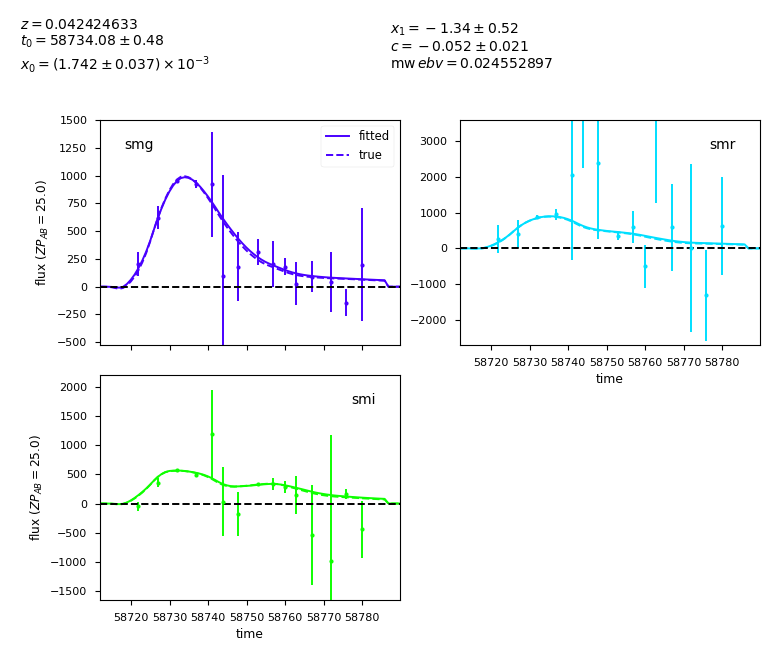 z = 0.042424633
t₀ = 58734.08 ± 0.48
x₀ = (1.742 ± 0.037) × 10⁻³
x₁ = −1.34 ± 0.52
c = −0.052 ± 0.021
mw ebv = 0.024552897
smg
fitted
true
1500
1250
1000
750
500
250
0
−250
−500
flux (ZP_AB = 25.0)
smr
3000
2000
1000
0
−1000
−2000
58720 58730 58740 58750 58760 58770 58780
time
smi
2000
1500
1000
500
0
−500
−1000
−1500
flux (ZP_AB = 25.0)
58720 58730 58740 58750 58760 58770 58780
time